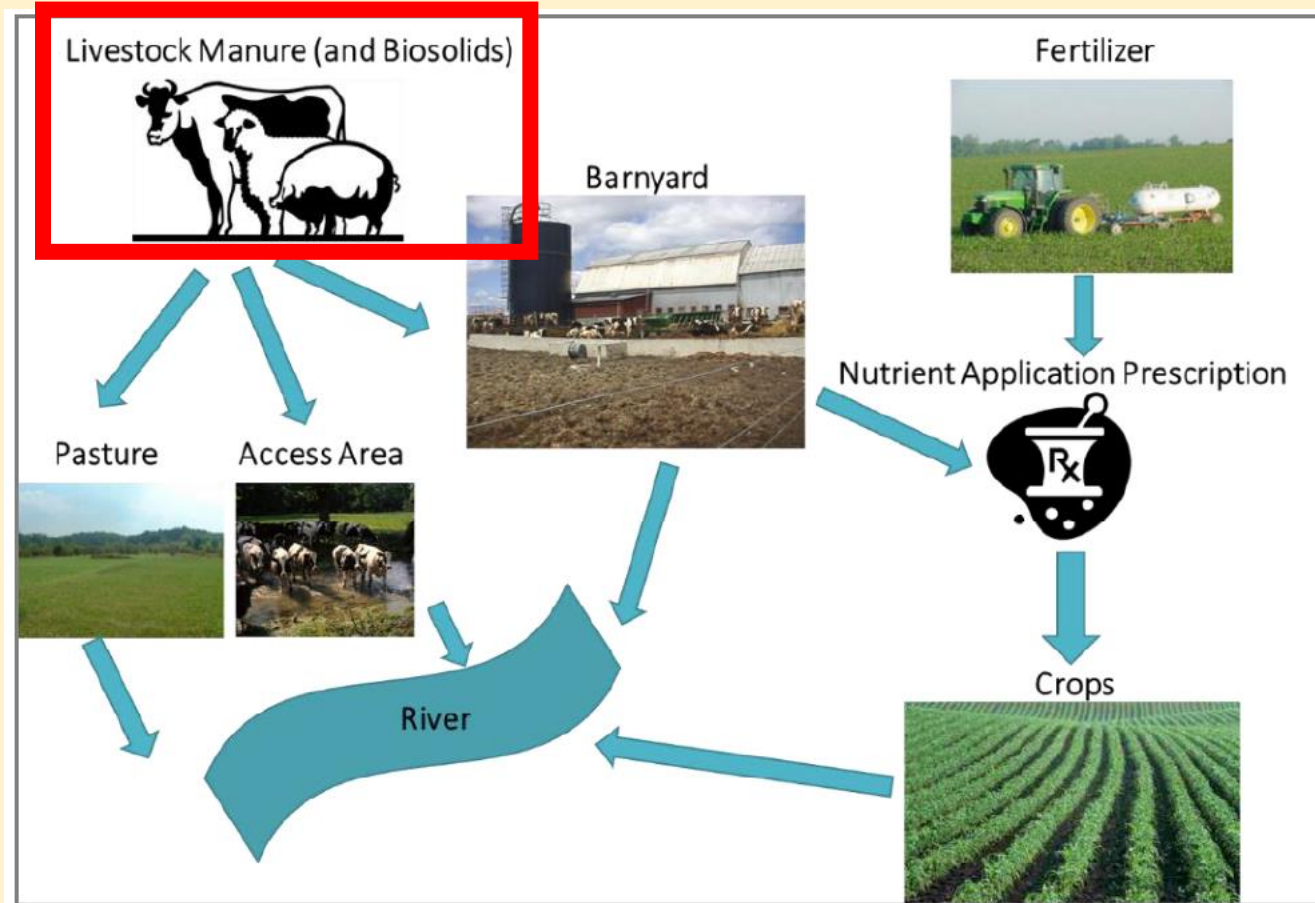 Livestock Manure (and Biosolids)
Fertilizer
Barnyard
Nutrient Application Prescription
Rx
Pasture
Access Area
River
Crops